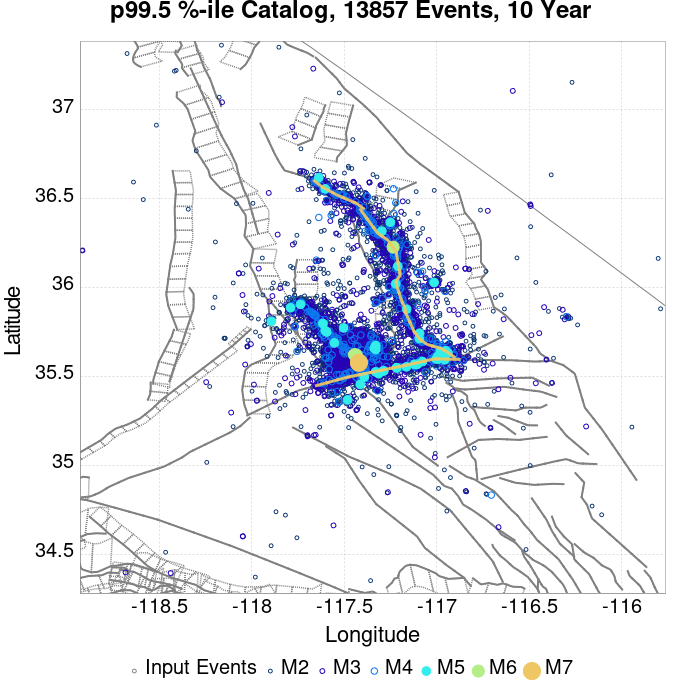 p99.5 %-ile Catalog, 13857 Events, 10 Year
37
36.5
36
35.5
35
34.5
Latitude
-118.5 -118 -117.5 -117 -116.5 -116
Longitude
Input Events M2 M3 M4 M5 M6 M7